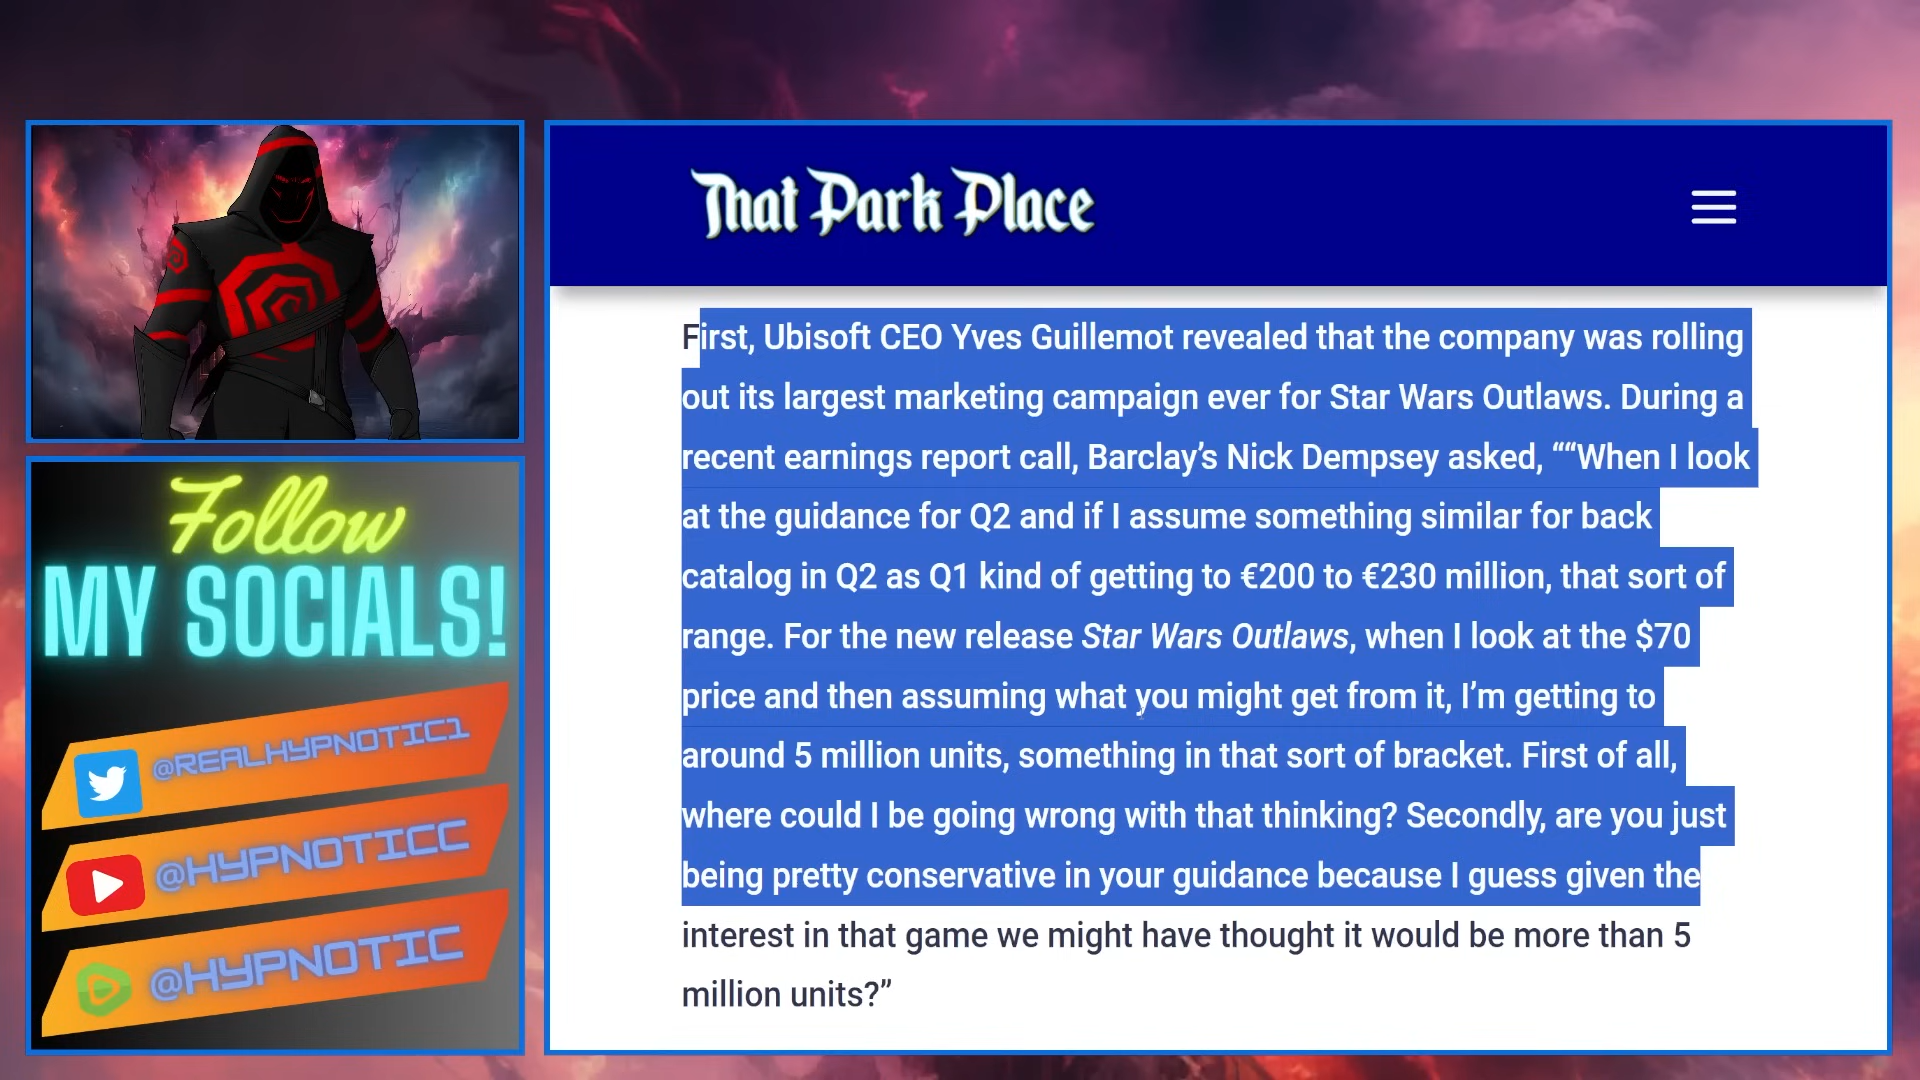 That Park Place
First, Ubisoft CEO Yves Guillemot revealed that the company was rolling
out its largest marketing campaign ever for Star Wars Outlaws. During a
recent earnings report call, Barclay’s Nick Dempsey asked, ““When I look
at the guidance for Q2 and if I assume something similar for back
catalog in Q2 as Q1 kind of getting to €200 to €230 million, that sort of
range. For the new release Star Wars Outlaws, when I look at the $70
price and then assuming what you might get from it, I’m getting to
around 5 million units, something in that sort of bracket. First of all,
where could I be going wrong with that thinking? Secondly, are you just
being pretty conservative in your guidance because I guess given the
interest in that game we might have thought it would be more than 5
million units?”
Follow
MY SOCIALS!
@REALHYPNOTIC1
@HYPNOTICC
@HYPNOTIC